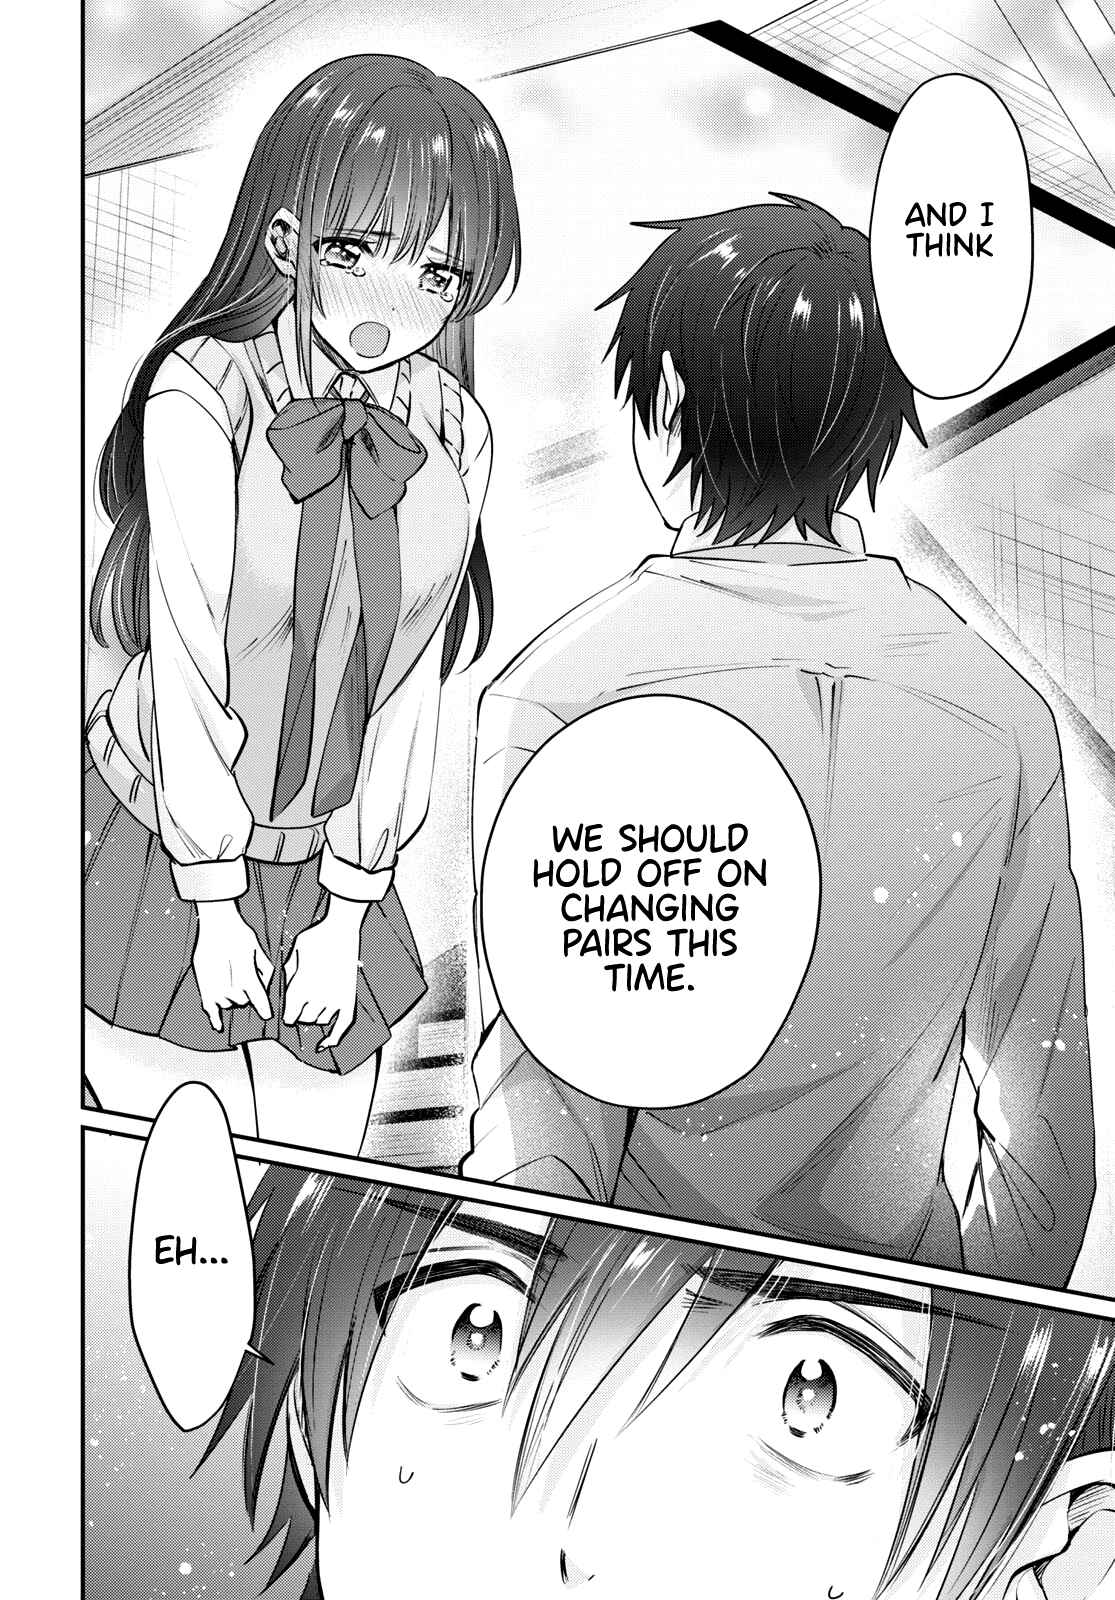 AND I
THINK
WE SHOULD
HOLD OFF ON
CHANGING
PAIRS THIS
TIME.
EH...